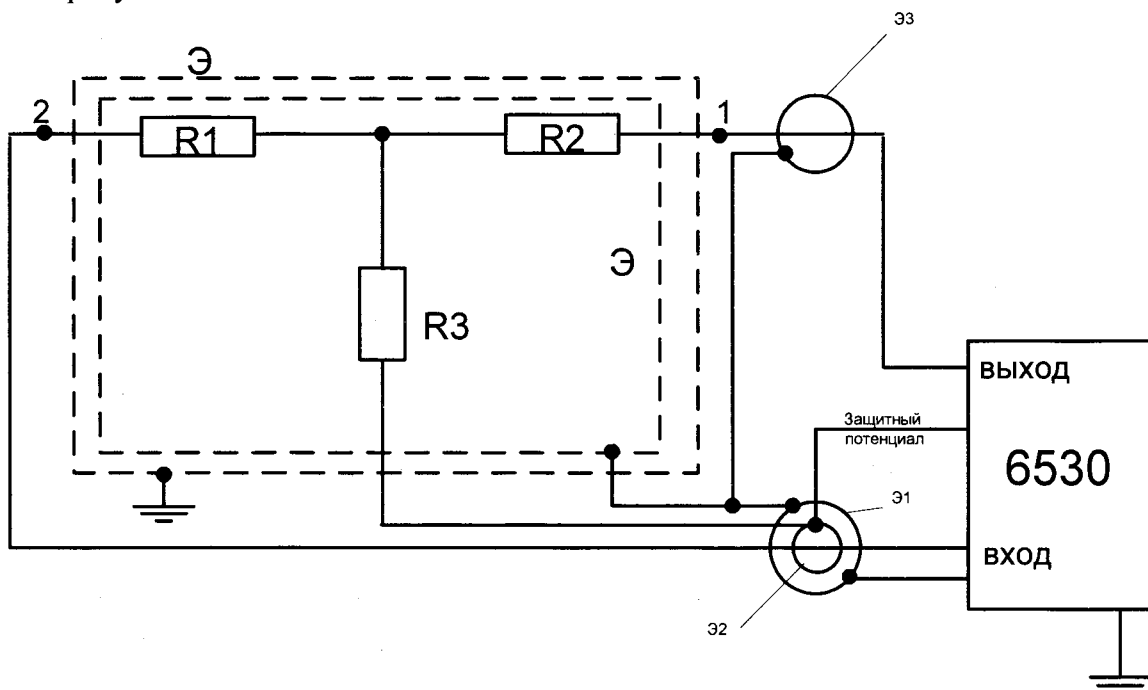 Э3
Э
2
R1
R2
1
Э
R3
ВЫХОД
Защитный
потенциал
6530
Э1
ВХОД
Э2